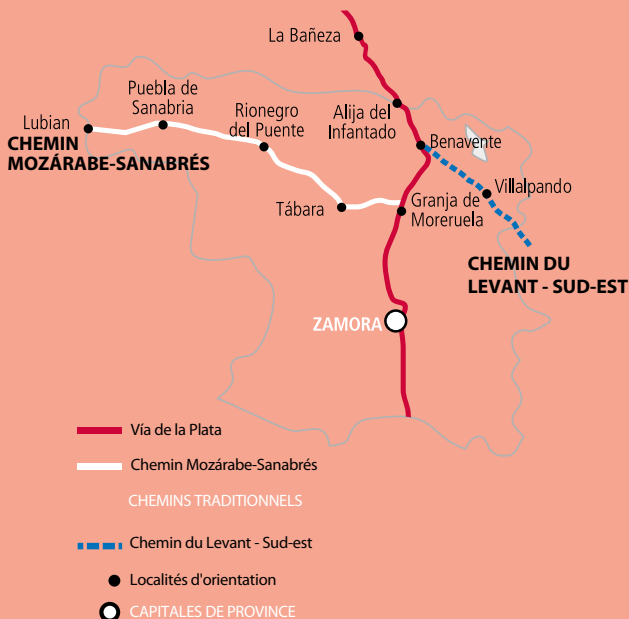 La Bañeza
Puebla de
Sanabria
Rionegro
del Puente
Alija del
Infantado
Lubian
CHEMIN
MOZÁRABE-SANABRÉS
Benavente
Villalpando
Tábara
Granja de
Moreruela
CHEMIN DU
LEVANT - SUD-EST
ZAMORA
Vía de la Plata
Chemin Mozárabe-Sanabrés
CHEMINS TRADITIONNELS
Chemin du Levant - Sud-est
Localités d'orientation
CAPITALES DE PROVINCE